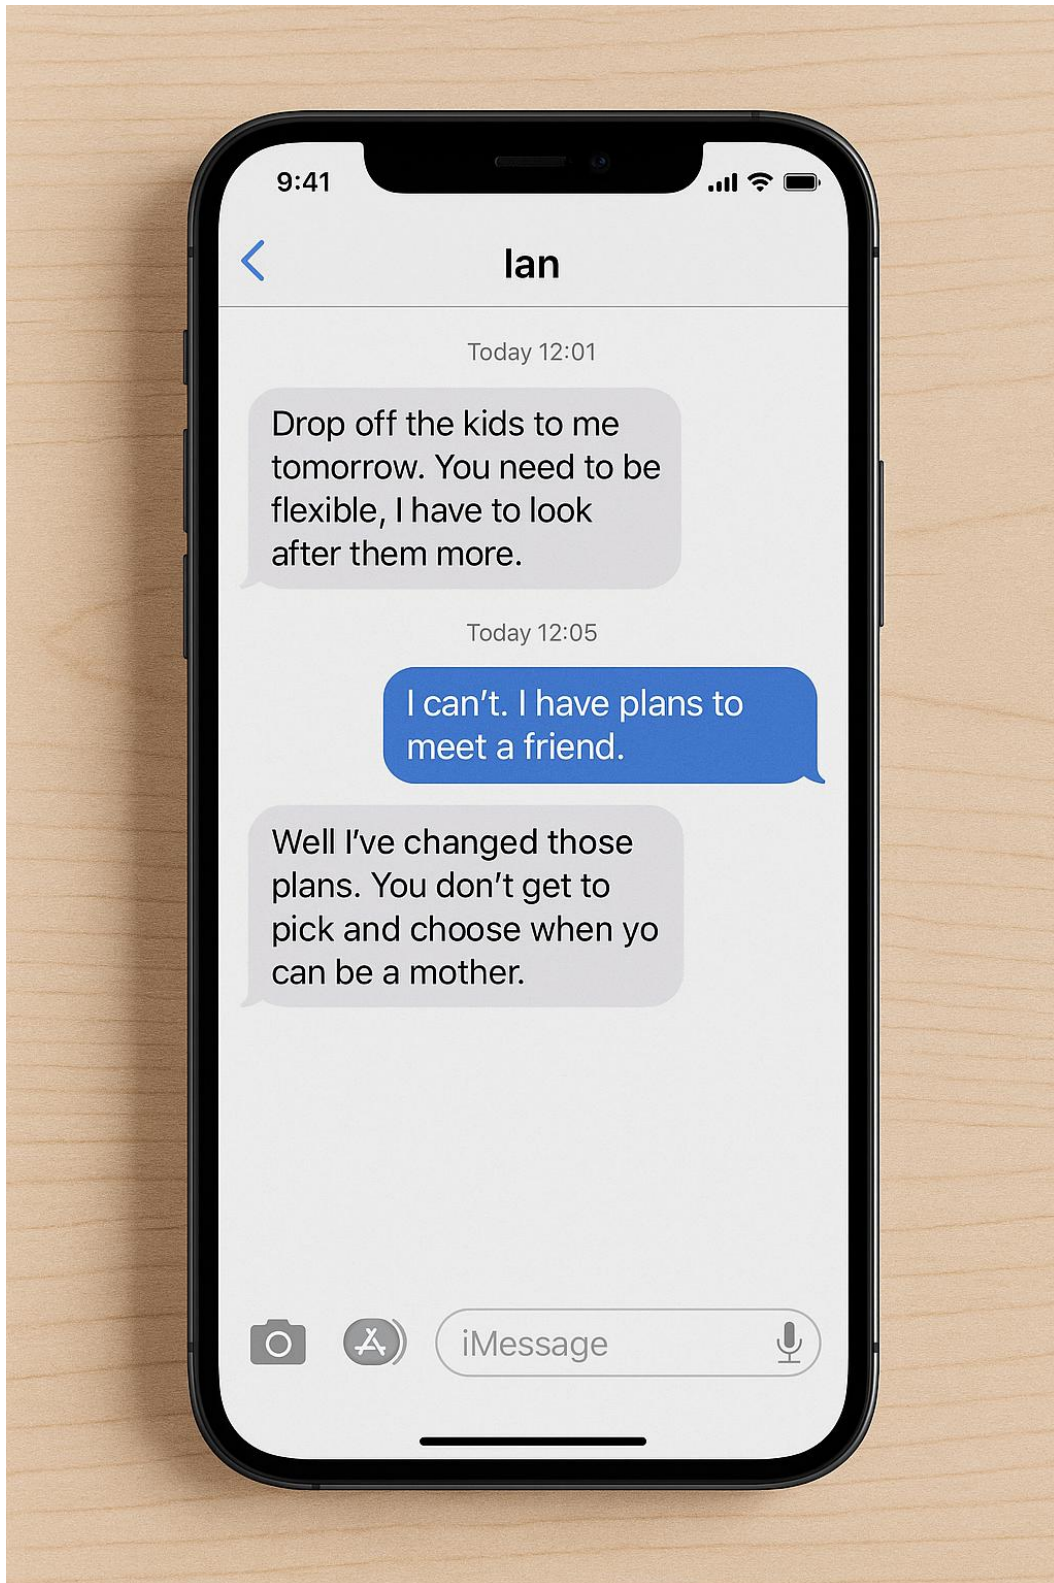 9:41
Ian
Today 12:01
Drop off the kids to me
tomorrow. You need to be
flexible, I have to look
after them more.
Today 12:05
I can't. I have plans to
meet a friend.
Well I've changed those
plans. You don't get to
pick and choose when yo
can be a mother.
iMessage